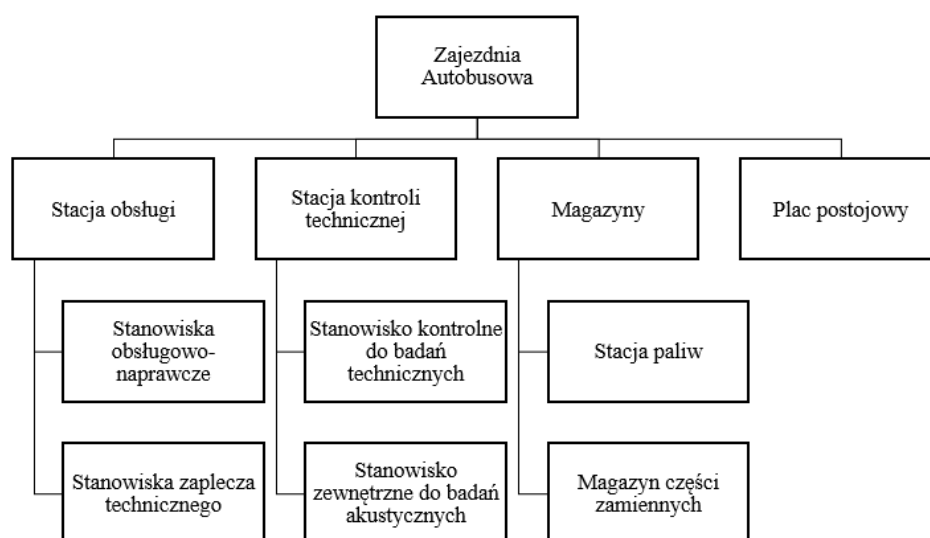 Zajezdnia
Autobusowa
Stacja obsługi
Stacja kontroli
technicznej
Magazyny
Plac postojowy
Stanowiska
obsługowo-
naprawcze
Stanowisko kontrolne
do badań
technicznych
Stacja paliw
Stanowiska zaplecza
technicznego
Stanowisko
zewnętrzne do badań
akustycznych
Magazyn części
zamiennych